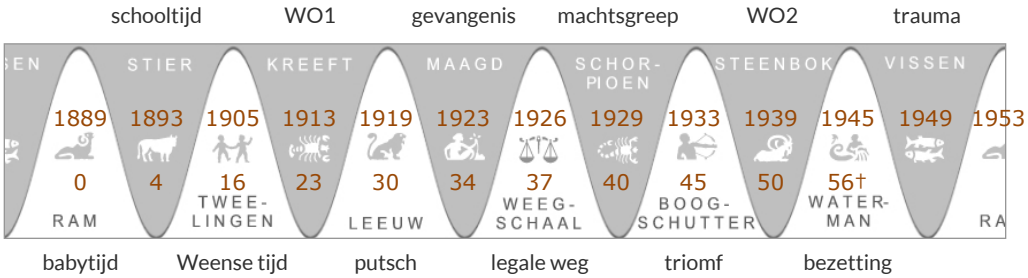 schooltijd WO1 gevangenis machtsgreep WO2 trauma
SEN STIER KREEFT MAAGD SCHOR-PIOEN STEENBOK VISSEN
1889 1893 1905 1913 1919 1923 1926 1929 1933 1939 1945 1949 1953
0 4 16 23 30 34 37 40 45 50 56†
RAM TWEE-LINGEN LEEUW WEEG-SCHAAL BOOG-SCHUTTER WATER-MAN RA
babytijd Weense tijd putsch legale weg triomf bezetting